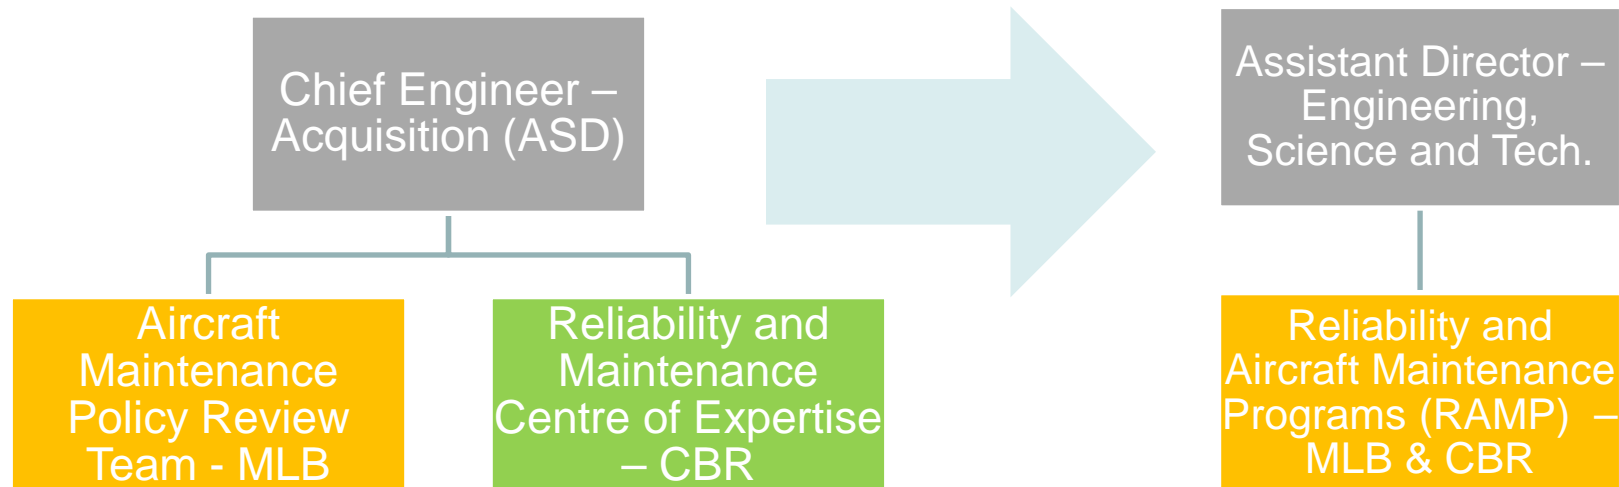 Chief Engineer –
Acquisition (ASD)
Assistant Director –
Engineering,
Science and Tech.
Aircraft
Maintenance
Policy Review
Team - MLB
Reliability and
Maintenance
Centre of Expertise
– CBR
Reliability and
Aircraft Maintenance
Programs (RAMP) –
MLB & CBR